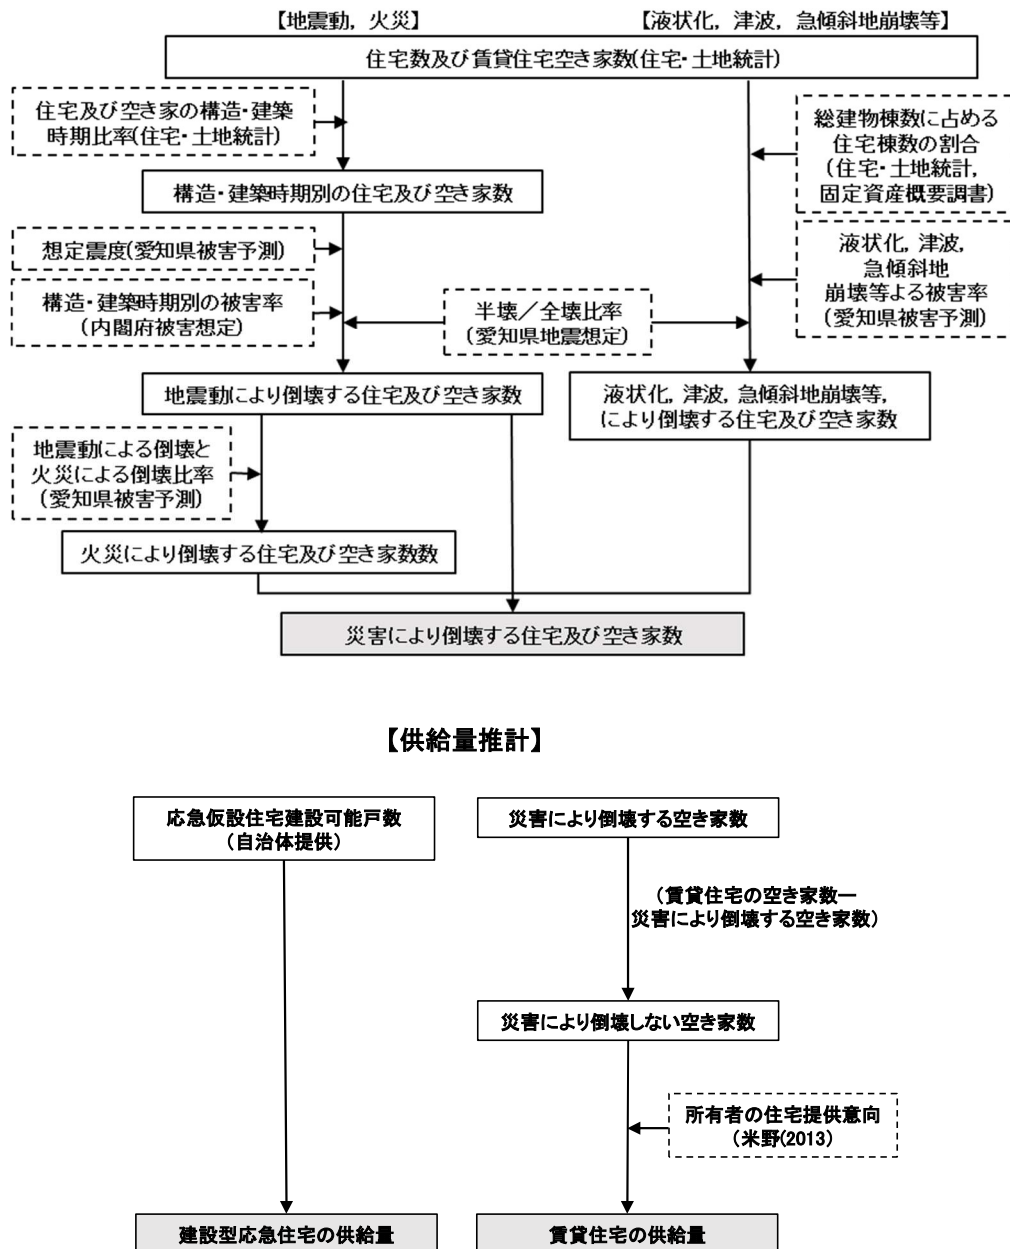 【地震動, 火災】
【液状化, 津波, 急傾斜地崩壊等】
住宅数及び賃貸住宅空き家数(住宅・土地統計)
住宅及び空き家の構造・建築
時期比率(住宅・土地統計)
総建物棟数に占める
住宅棟数の割合
(住宅・土地統計,
固定資産概要調書)
構造・建築時期別の住宅及び空き家数
想定震度(愛知県被害予測)
液状化, 津波,
急傾斜地
崩壊等よる被害率
(愛知県被害予測)
構造・建築時期別の被害率
(内閣府被害想定)
半壊／全壊比率
(愛知県地震想定)
地震動により倒壊する住宅及び空き家数
液状化, 津波, 急傾斜地崩壊等,
により倒壊する住宅及び空き家数
地震動による倒壊と
火災による倒壊比率
(愛知県被害予測)
火災により倒壊する住宅及び空き家数数
災害により倒壊する住宅及び空き家数
【供給量推計】
応急仮設住宅建設可能戸数
(自治体提供)
災害により倒壊する空き家数
(賃貸住宅の空き家数ー
災害により倒壊する空き家数)
災害により倒壊しない空き家数
所有者の住宅提供意向
(米野(2013)
建設型応急住宅の供給量
賃貸住宅の供給量